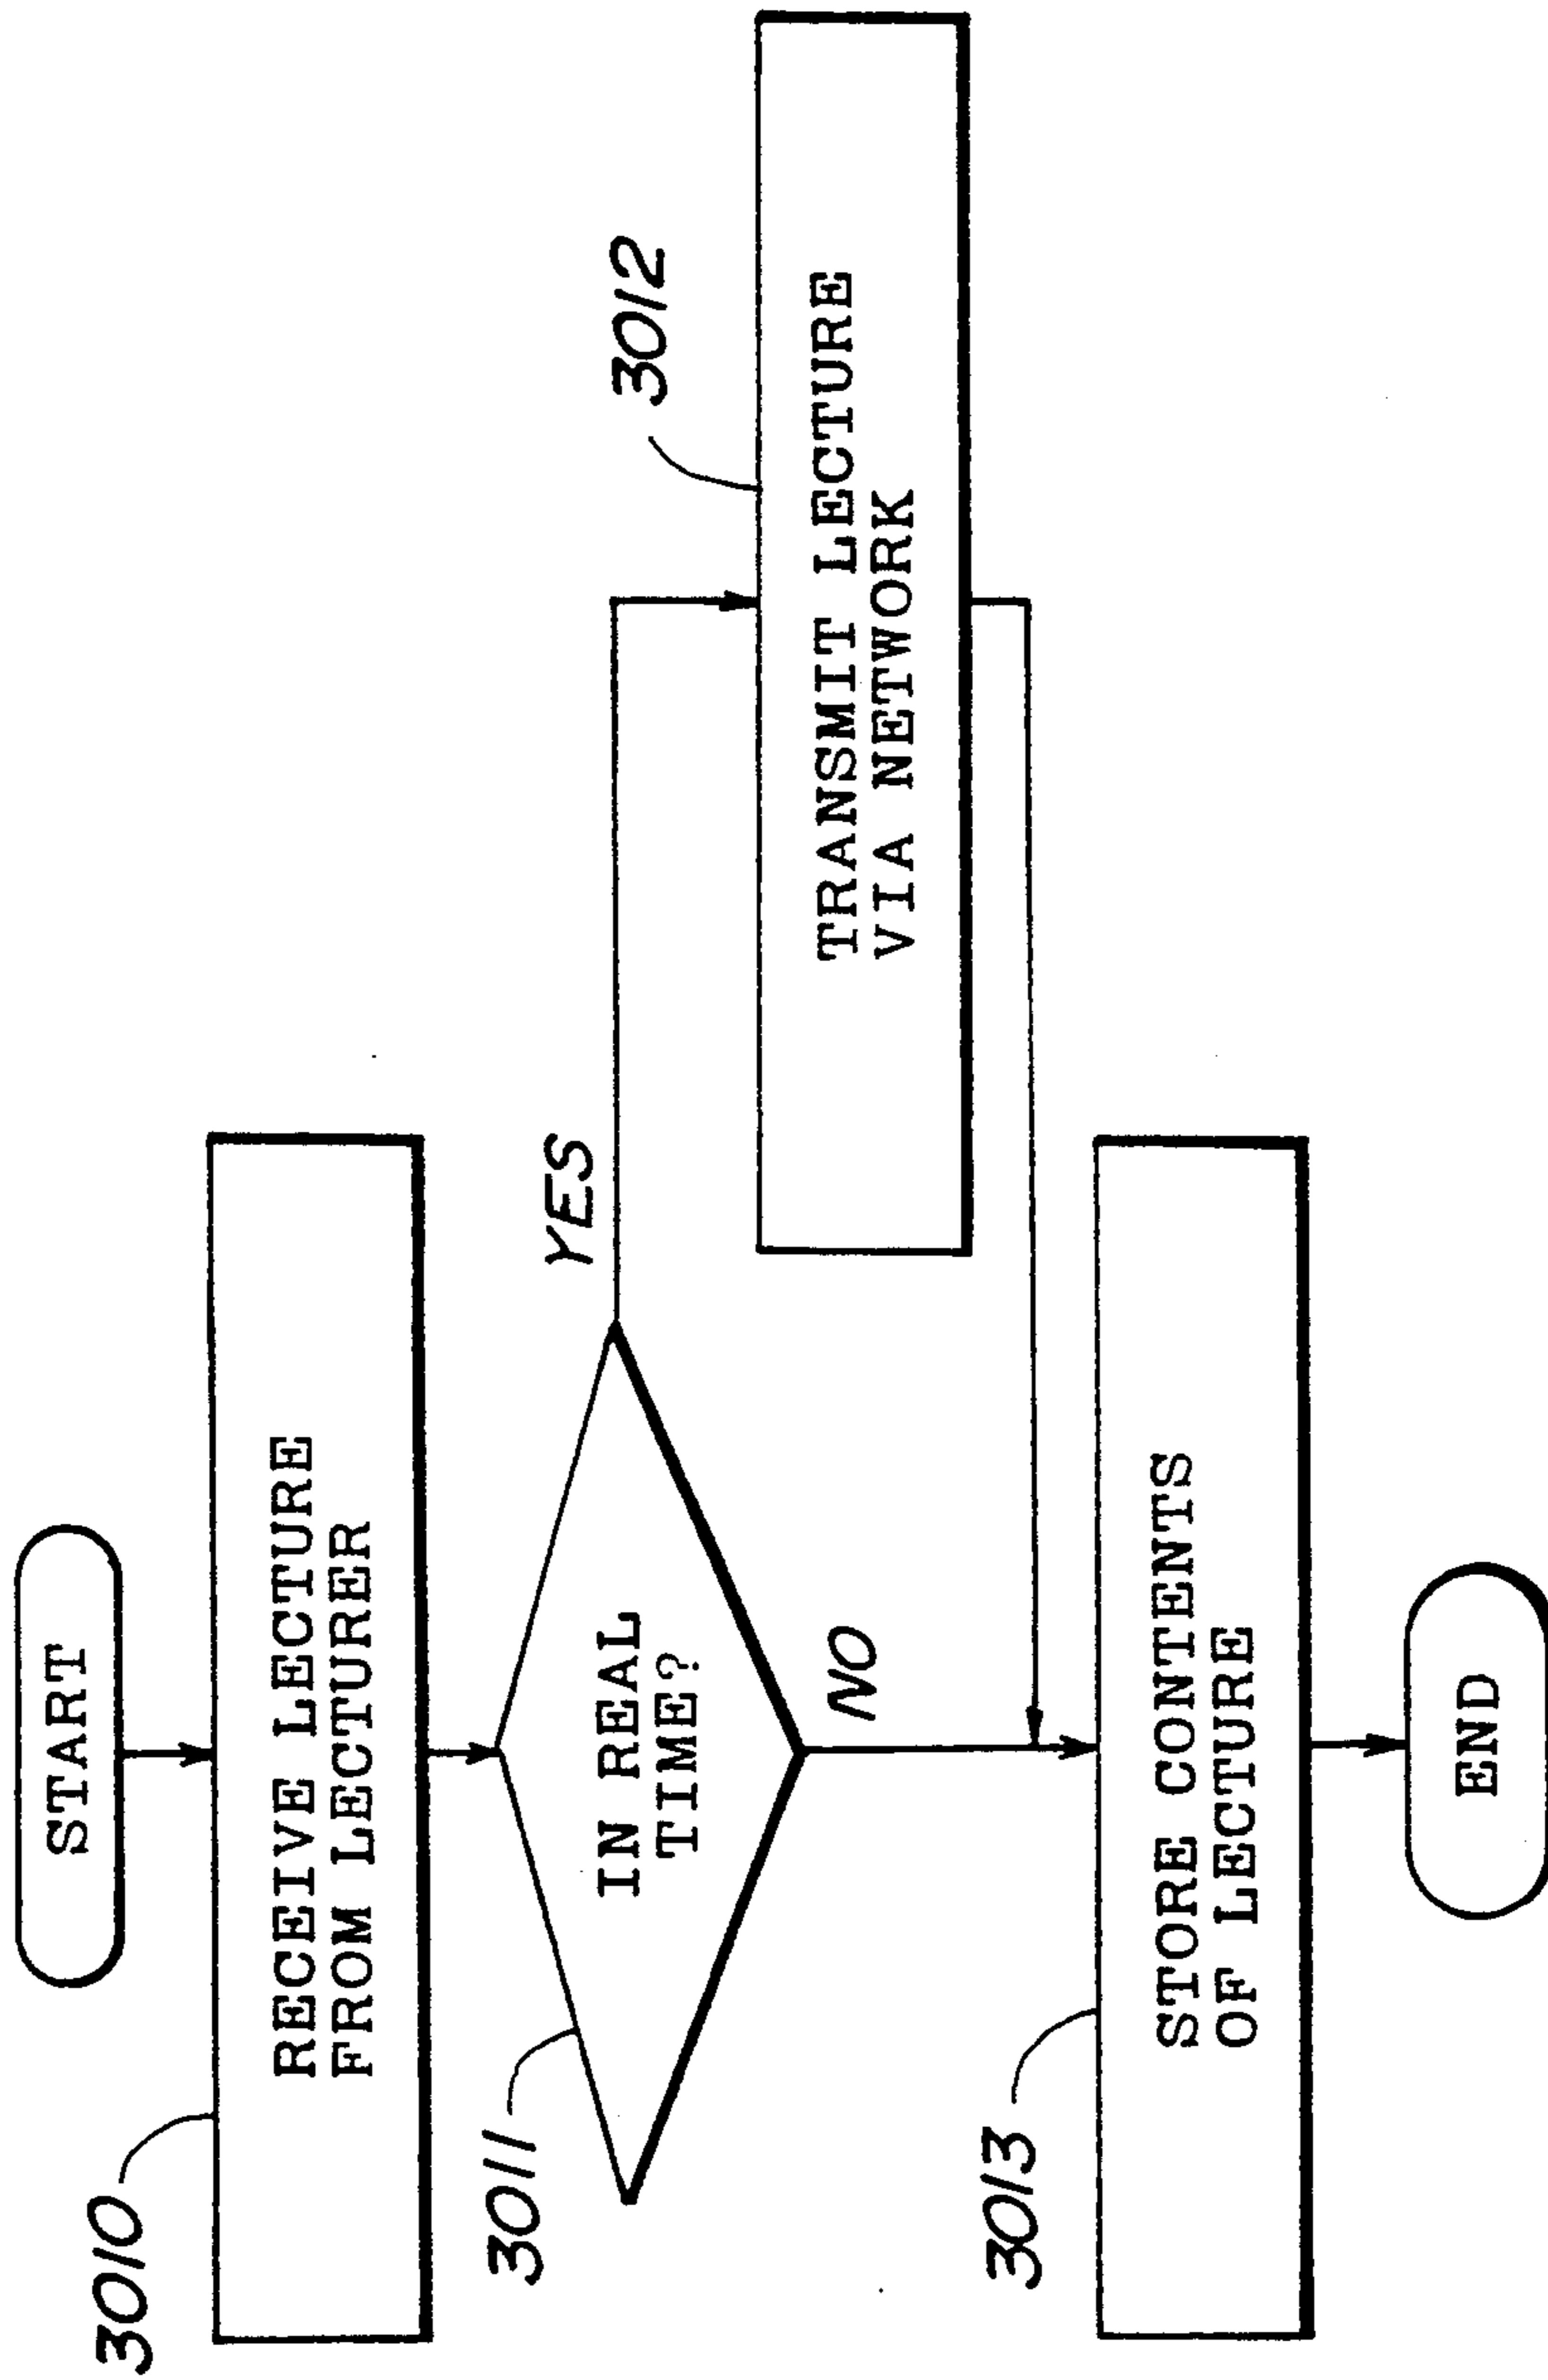 START
3010
RECEIVE LECTURE
FROM LECTURER
3011
IN REAL
TIME?
YES
3012
TRANSMIT LECTURE
VIA NETWORK
NO
3013
STORE CONTENTS
OF LECTURE
END